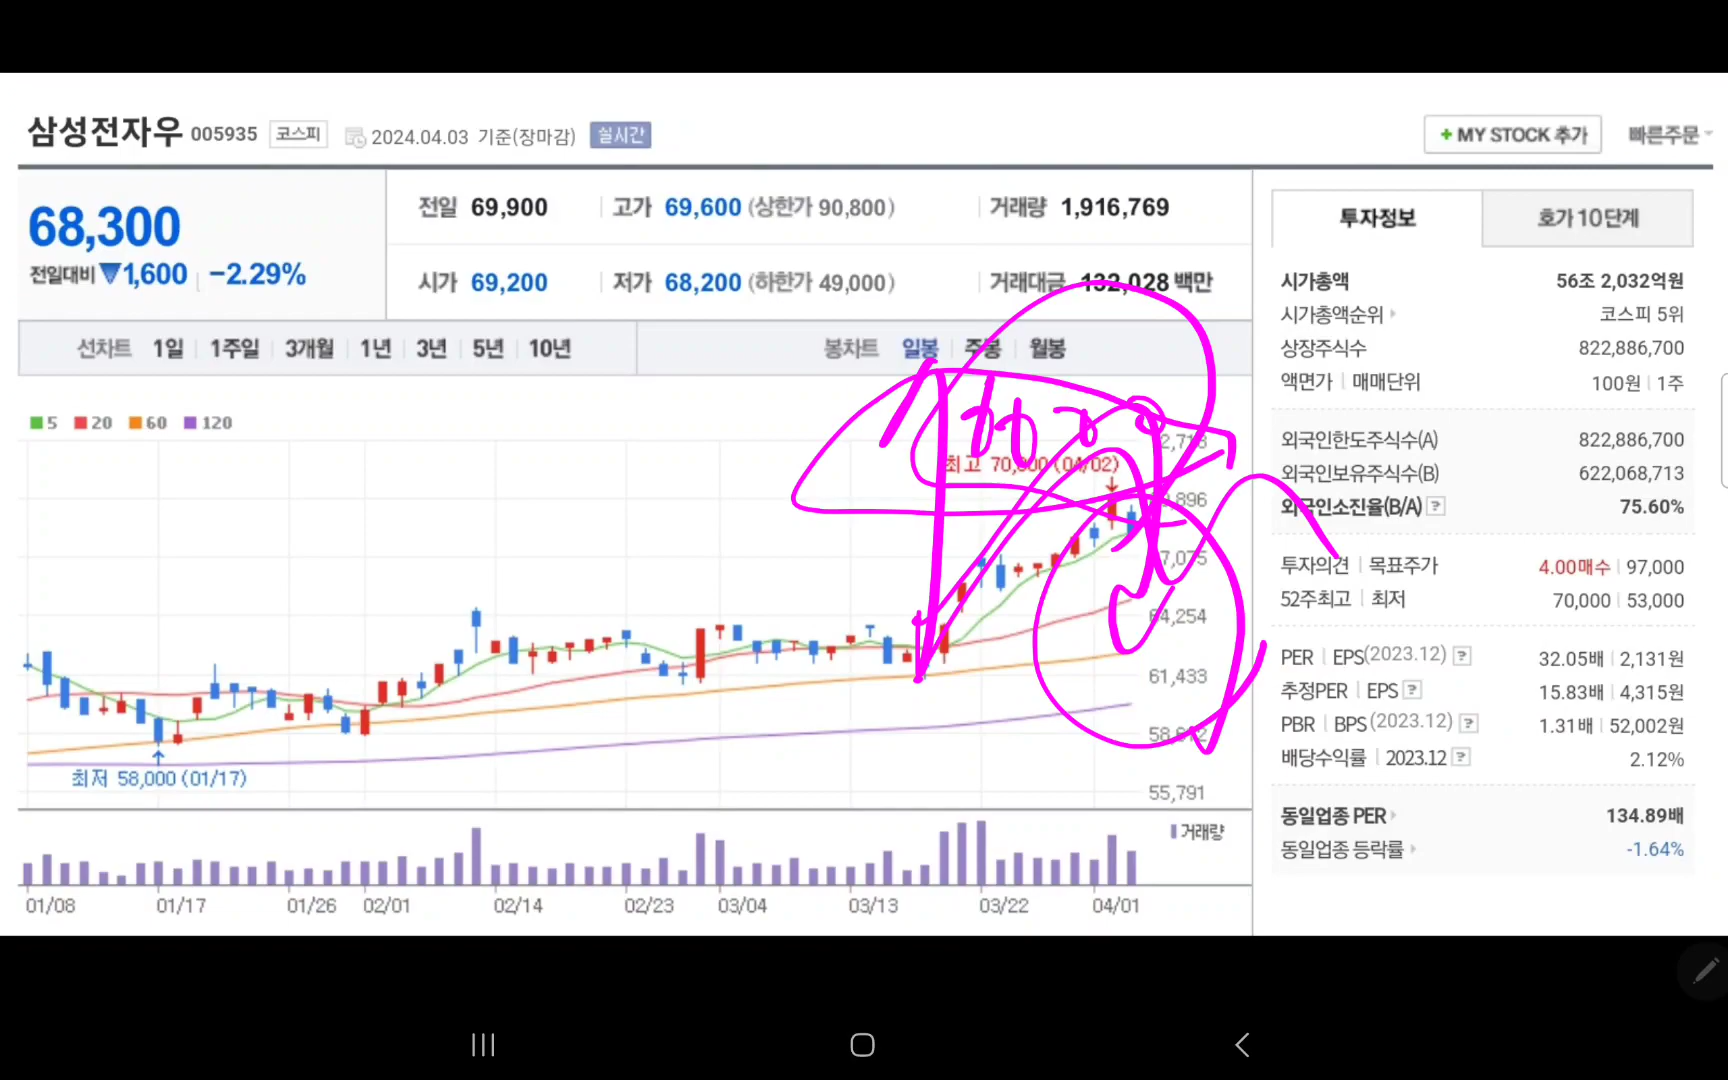 삼성전자우 005935 코스피 2024.04.03 기준(장마감) 실시간
+ MY STOCK 추가 빠른주문
68,300
전일대비 ▼1,600 -2.29%
전일 69,900 고가 69,600 (상한가 90,800) 거래량 1,916,769
시가 69,200 저가 68,200 (하한가 49,000) 거래대금 132,028 백만
선차트 1일 1주일 3개월 1년 3년 5년 10년
봉차트 일봉 주봉 월봉
5 20 60 120
최고 70,000 (04/02)
64,254
61,433
55,791
최저 58,000 (01/17)
거래량
01/08 01/17 01/26 02/01 02/14 02/23 03/04 03/13 03/22 04/01
투자정보 호가 10단계
시가총액 56조 2,032억원
시가총액순위 코스피 5위
상장주식수 822,886,700
액면가 매매단위 100원 1주
외국인한도주식수(A) 822,886,700
외국인보유주식수(B) 622,068,713
외국인소진율(B/A) ? 75.60%
투자의견 목표주가 4.00매수 97,000
52주최고 최저 70,000 53,000
PER EPS(2023.12) ? 32.05배 2,131원
추정PER EPS ? 15.83배 4,315원
PBR BPS (2023.12) ? 1.31배 52,002원
배당수익률 2023.12 ? 2.12%
동일업종 PER 134.89배
동일업종 등락률 -1.64%